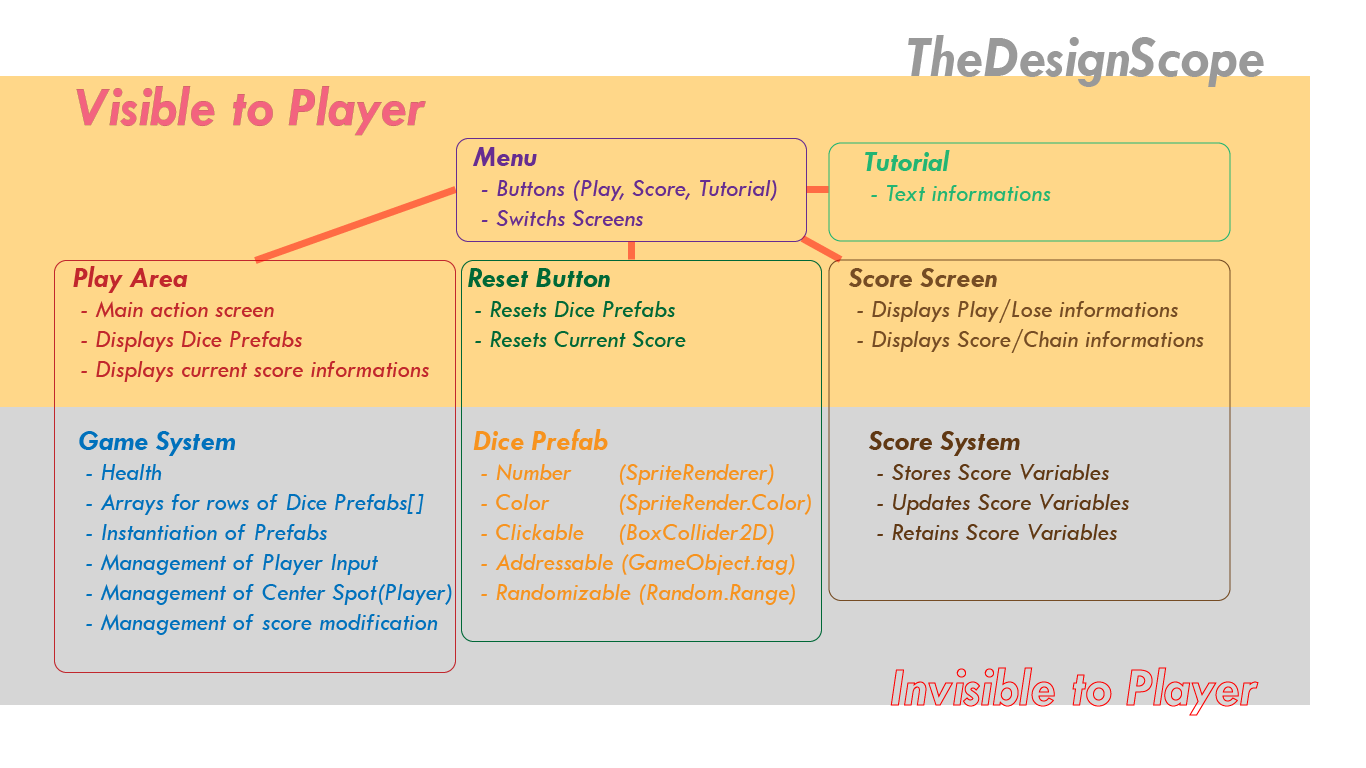 TheDesignScope
Visible to Player
Menu
- Buttons (Play, Score, Tutorial)
- Switchs Screens
Tutorial
- Text informations
Play Area
- Main action screen
- Displays Dice Prefabs
- Displays current score informations
Reset Button
- Resets Dice Prefabs
- Resets Current Score
Score Screen
- Displays Play/Lose informations
- Displays Score/Chain informations
Game System
- Health
- Arrays for rows of Dice Prefabs[]
- Instantiation of Prefabs
- Management of Player Input
- Management of Center Spot(Player)
- Management of score modification
Dice Prefab
- Number (SpriteRenderer)
- Color (SpriteRender.Color)
- Clickable (BoxCollider2D)
- Addressable (GameObject.tag)
- Randomizable (Random.Range)
Score System
- Stores Score Variables
- Updates Score Variables
- Retains Score Variables
Invisible to Player